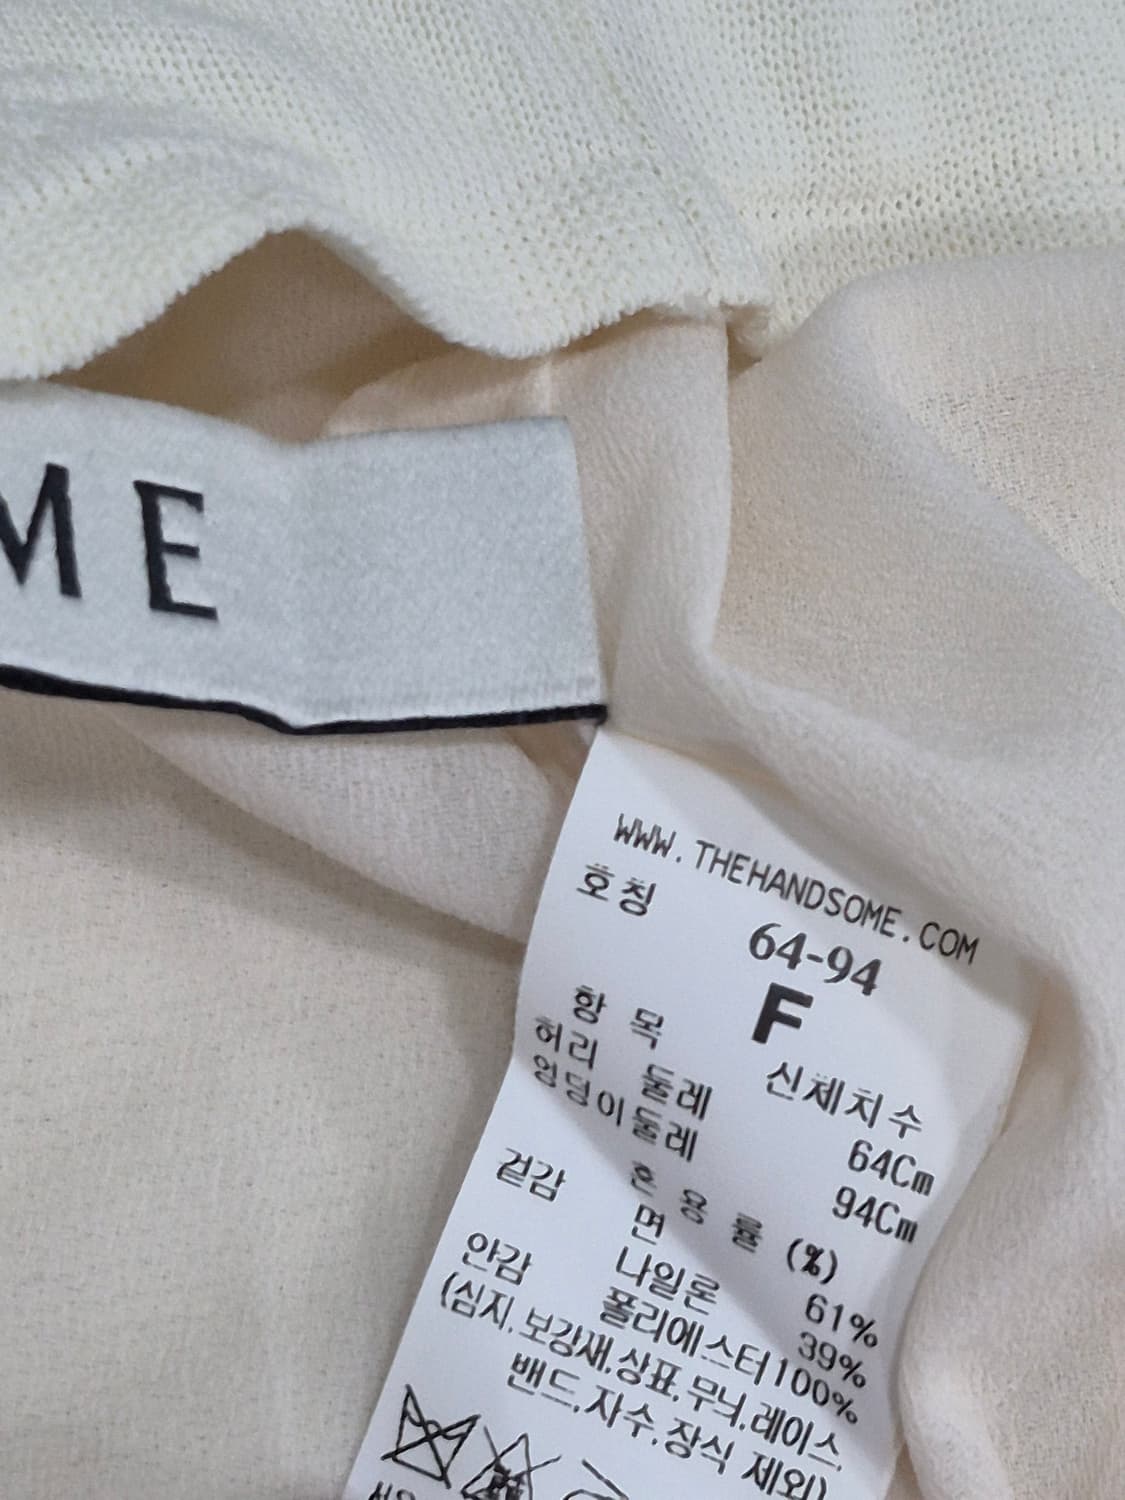 ME
WWW.THEHANDSOME.COM
호칭
64-94
F
항 목 신체치수
허리 둘레 64Cm
엉덩이둘레 94Cm
혼 용 률 (%)
겉감 면 61%
나일론 39%
안감 폴리에스터100%
(심지.보강재.상표.무늬.레이스.
밴드.자수.장식 제외)